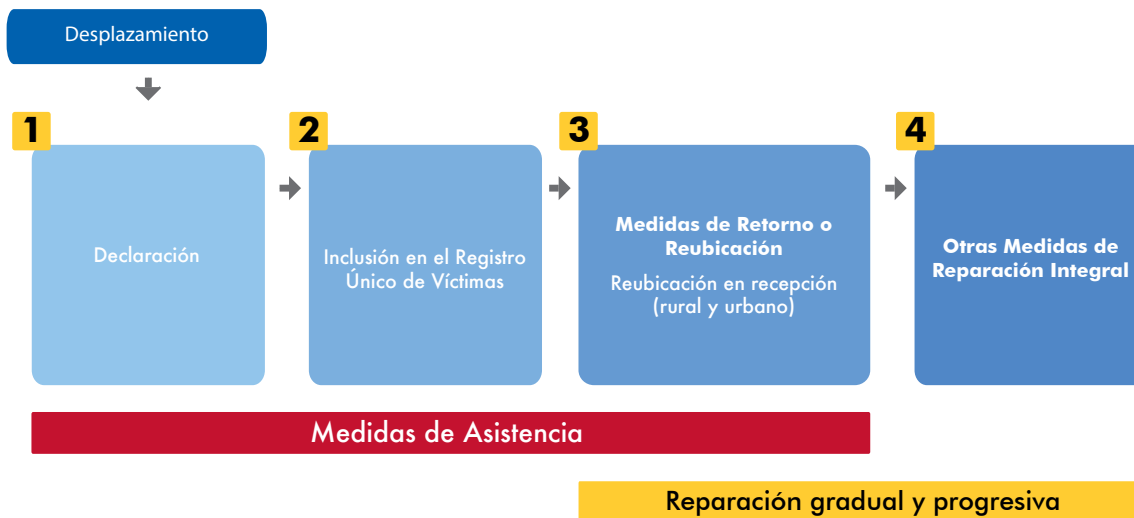 Desplazamiento
1
Declaración
2
Inclusión en el Registro
Único de Víctimas
3
Medidas de Retorno o
Reubicación
Reubicación en recepción
(rural y urbano)
4
Otras Medidas de
Reparación Integral
Medidas de Asistencia
Reparación gradual y progresiva